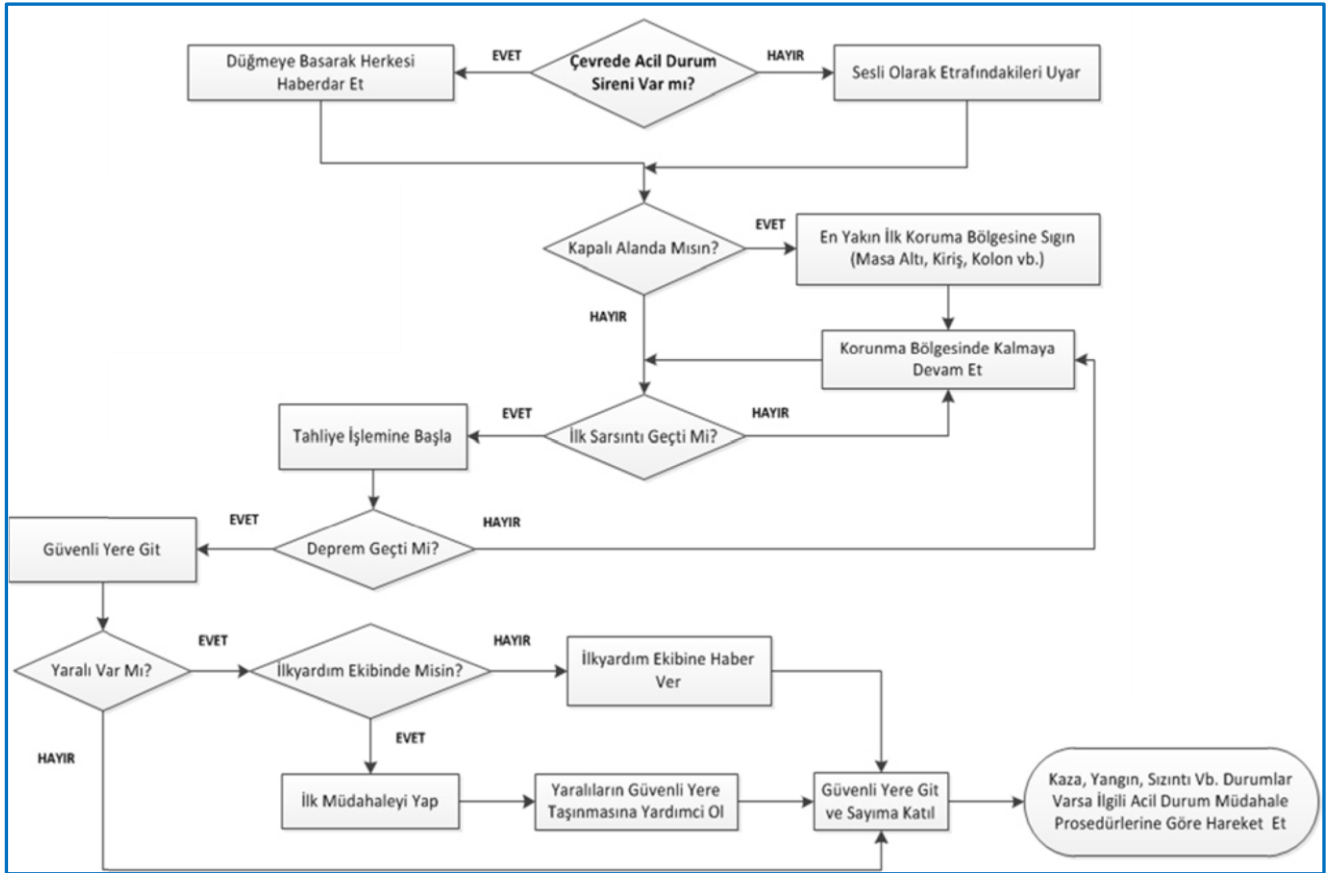 EVET
Düğmeye Basarak Herkesi
Haberdar Et
Çevrede Acil Durum
Sireni Var mı?
HAYIR
Sesli Olarak Etrafındakileri Uyar
Kapalı Alanda Mısın?
EVET
En Yakın İlk Koruma Bölgesine Sıgın
(Masa Altı, Kiriş, Kolon vb.)
HAYIR
Korunma Bölgesinde Kalmaya
Devam Et
Tahliye İşlemine Başla
EVET
İlk Sarsıntı Geçti Mi?
HAYIR
Güvenli Yere Git
EVET
Deprem Geçti Mi?
HAYIR
Yaralı Var Mı?
EVET
İlkyardım Ekibinde Misin?
HAYIR
İlkyardım Ekibine Haber
Ver
HAYIR
EVET
İlk Müdahaleyi Yap
Yaralıların Güvenli Yere
Taşınmasına Yardımci Ol
Güvenli Yere Git
ve Sayıma Katıl
Kaza, Yangın, Sızıntı Vb. Durumlar
Varsa İlgili Acil Durum Müdahale
Prosedürlerine Göre Hareket Et